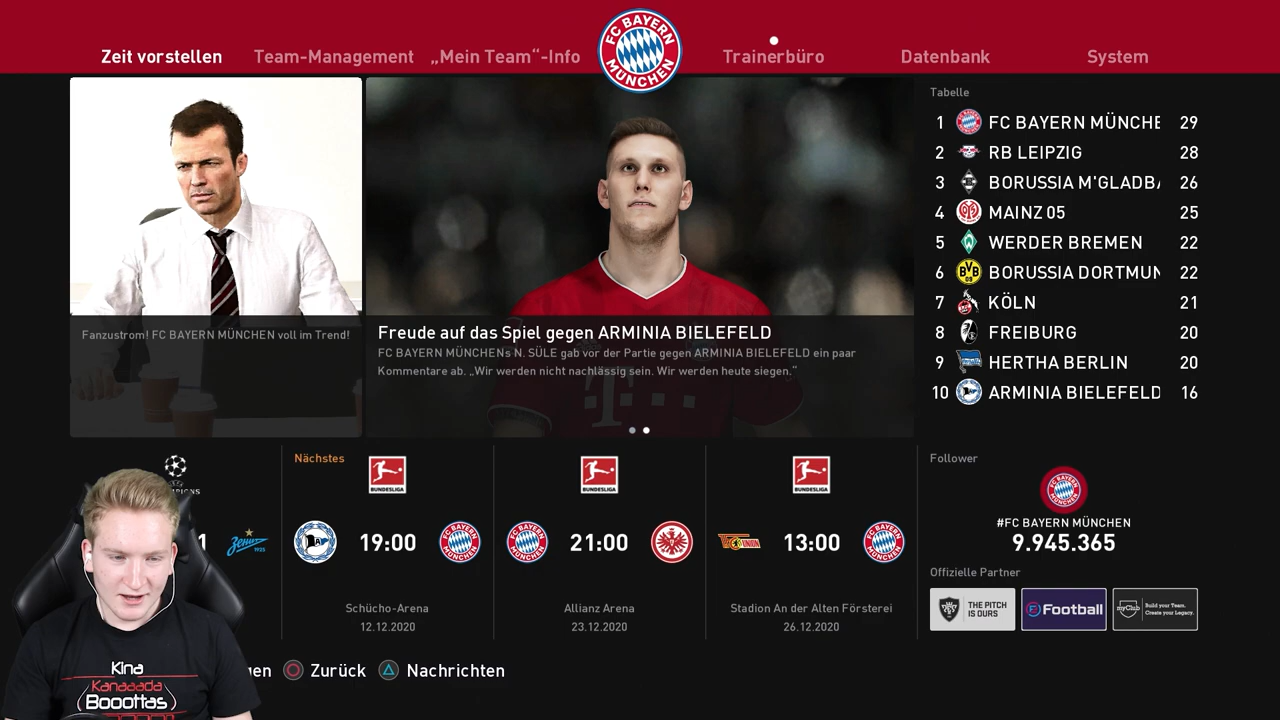 Zeit vorstellen
Team-Management
„Mein Team“-Info
FC BAYERN MÜNCHEN
Trainerbüro
Datenbank
System
Fanzustrom! FC BAYERN MÜNCHEN voll im Trend!
Freude auf das Spiel gegen ARMINIA BIELEFELD
FC BAYERN MÜNCHENs N. SÜLE gab vor der Partie gegen ARMINIA BIELEFELD ein paar
Kommentare ab. „Wir werden nicht nachlässig sein. Wir werden heute siegen.“
Tabelle
1 FC BAYERN MÜNCHE 29
2 RB LEIPZIG 28
3 BORUSSIA M'GLADBA 26
4 MAINZ 05 25
5 WERDER BREMEN 22
6 BORUSSIA DORTMUN 22
7 KÖLN 21
8 FREIBURG 20
9 HERTHA BERLIN 20
10 ARMINIA BIELEFELD 16
1
Nächstes
BUNDESLIGA
19:00
Schüco-Arena
12.12.2020
BUNDESLIGA
21:00
Allianz Arena
23.12.2020
BUNDESLIGA
13:00
Stadion An der Alten Försterei
26.12.2020
Follower
#FC BAYERN MÜNCHEN
9.945.365
Offizielle Partner
THE PITCH
IS OURS
eFootball
myClub
Build your Team.
Create your Legacy.
Zurück
Nachrichten
Kina
Kanaaada
Booottas